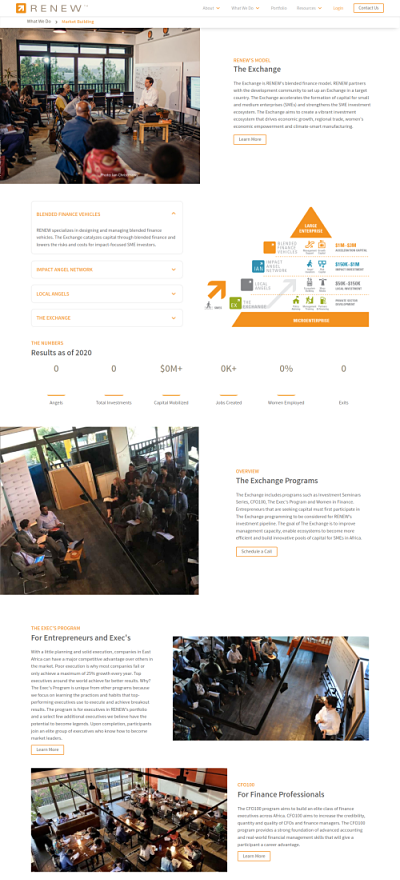 RENEW™
About
What We Do
Portfolio
Resources
Login
Contact Us
What We Do
Market Building
RENEW'S MODEL
The Exchange
The Exchange is RENEW's blended finance model. RENEW partners
with the development community to set up an Exchange in a target
country. The Exchange accelerates the formation of capital for small
and medium enterprises (SMEs) and strengthens the SME investment
ecosystem. The Exchange aims to create a vibrant investment
ecosystem that drives economic growth, regional trade, women's
economic empowerment and climate-smart manufacturing.
Learn More
BLENDED FINANCE VEHICLES
RENEW specializes in designing and managing blended finance
vehicles. The Exchange catalyzes capital through blended finance and
lowers the risks and costs for impact-focused SME investors.
IMPACT ANGEL NETWORK
LOCAL ANGELS
THE EXCHANGE
LARGE
ENTERPRISE
BLENDED
FINANCE
VEHICLES
IAN
IMPACT
ANGEL
NETWORK
$150K - $1M
IMPACT INVESTMENT
LOCAL
ANGELS
$50K - $150K
LOCAL INVESTMENT
EX
THE
EXCHANGE
PRIVATE SECTOR
DEVELOPMENT
MICROENTERPRISE
THE NUMBERS
Results as of 2020
0
0
$0M+
0K+
0%
0
Angels
Total Investments
Capital Mobilized
Jobs Created
Women Employed
Exits
OVERVIEW
The Exchange Programs
The Exchange includes programs such as Investment Seminars
Series, CFO100, The Exec's Program and Women in Finance.
Entrepreneurs that are seeking capital must first participate in
The Exchange programming to be considered for RENEW's
investment pipeline. The goal of The Exchange is to improve
management capacity, enable ecosystems to become more
efficient and build innovative pools of capital for SMEs in Africa.
Schedule a Call
THE EXEC'S PROGRAM
For Entrepreneurs and Exec's
With a little planning and solid execution, companies in East
Africa can have a major competitive advantage over others in
the market. Poor execution is why most companies fail or
only achieve a maximum of 25% growth every year. Top
executives around the world achieve far better results. Why?
The Exec's Program is unique from other programs because
we focus on learning the practices and habits that top-
performing executives use to execute and achieve breakout
results. The program is for executives in RENEW's portfolio
and a select few additional executives we believe have the
potential to become legends. Upon completion, participants
join an elite group of executives who know how to become
market leaders.
Learn More
CFO100
For Finance Professionals
The CFO100 program aims to build an elite class of finance
executives across Africa. CFO100 aims to increase the credibility,
quantity and quality of CFOs and finance managers. The CFO100
program provides a strong foundation of advanced accounting
and real-world financial management skills that will give a
participant a career advantage.
Learn More